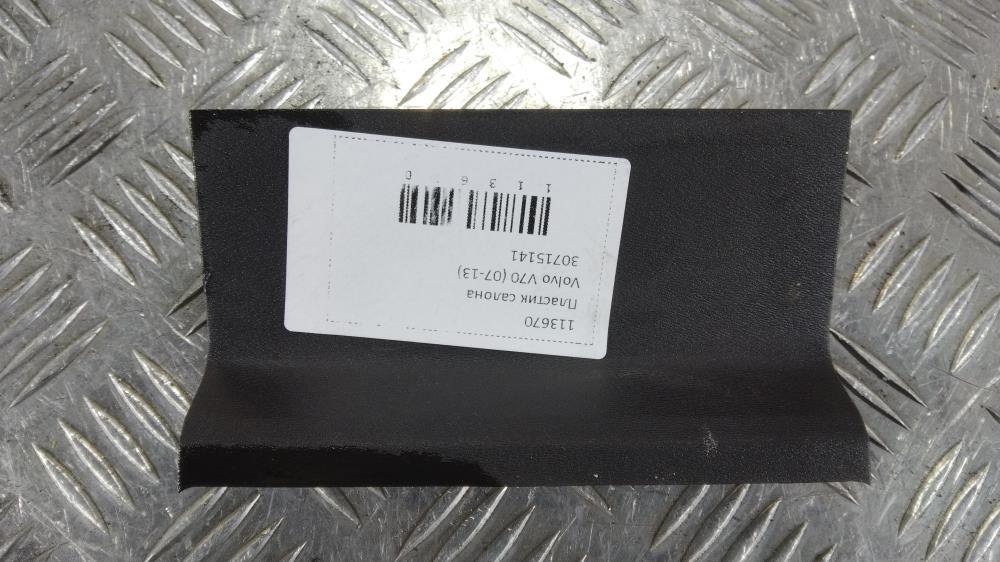 113670
Пластик салона
Volvo V70 (07-13)
30715141